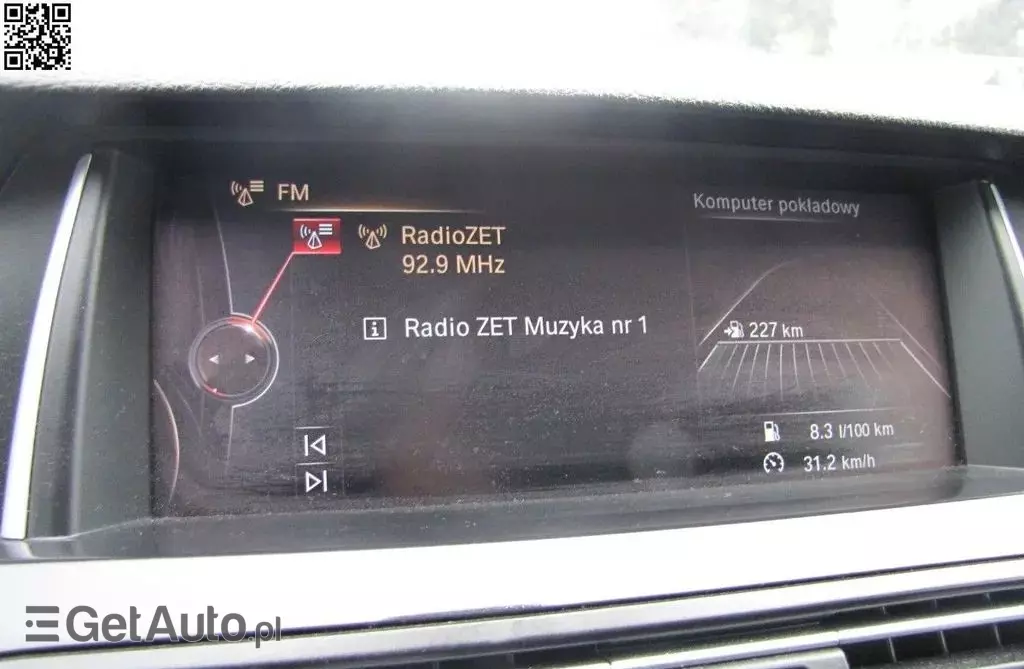 FM
RadioZET
92.9 MHz
Radio ZET Muzyka nr 1
Komputer pokładowy
227 km
8.3 l/100 km
31.2 km/h
GetAuto.pl